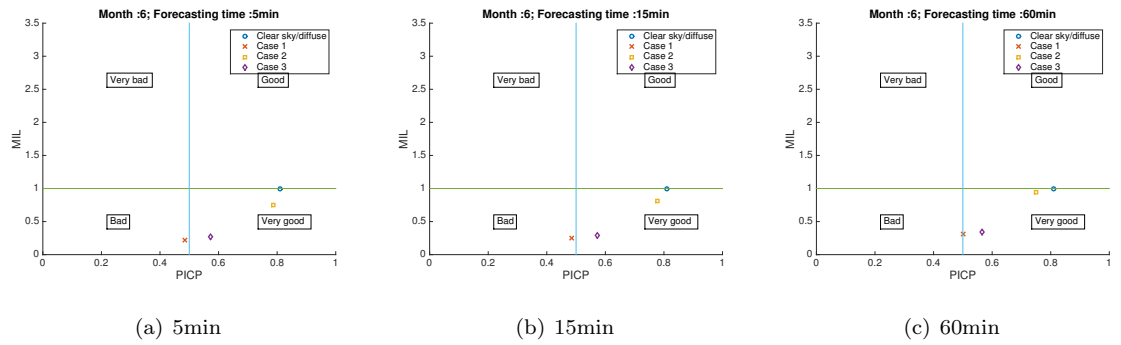 Month :6; Forecasting time :5min
3.5
3
2.5
2
1.5
1
0.5
0
MIL
Clear sky/diffuse
Case 1
Case 2
Case 3
Very bad
Good
Bad
Very good
0
0.2
0.4
0.6
0.8
1
PICP
(a) 5min
Month :6; Forecasting time :15min
3.5
3
2.5
2
1.5
1
0.5
0
MIL
Clear sky/diffuse
Case 1
Case 2
Case 3
Very bad
Good
Bad
Very good
0
0.2
0.4
0.6
0.8
1
PICP
(b) 15min
Month :6; Forecasting time :60min
3.5
3
2.5
2
1.5
1
0.5
0
MIL
Clear sky/diffuse
Case 1
Case 2
Case 3
Very bad
Good
Bad
Very good
0
0.2
0.4
0.6
0.8
1
PICP
(c) 60min